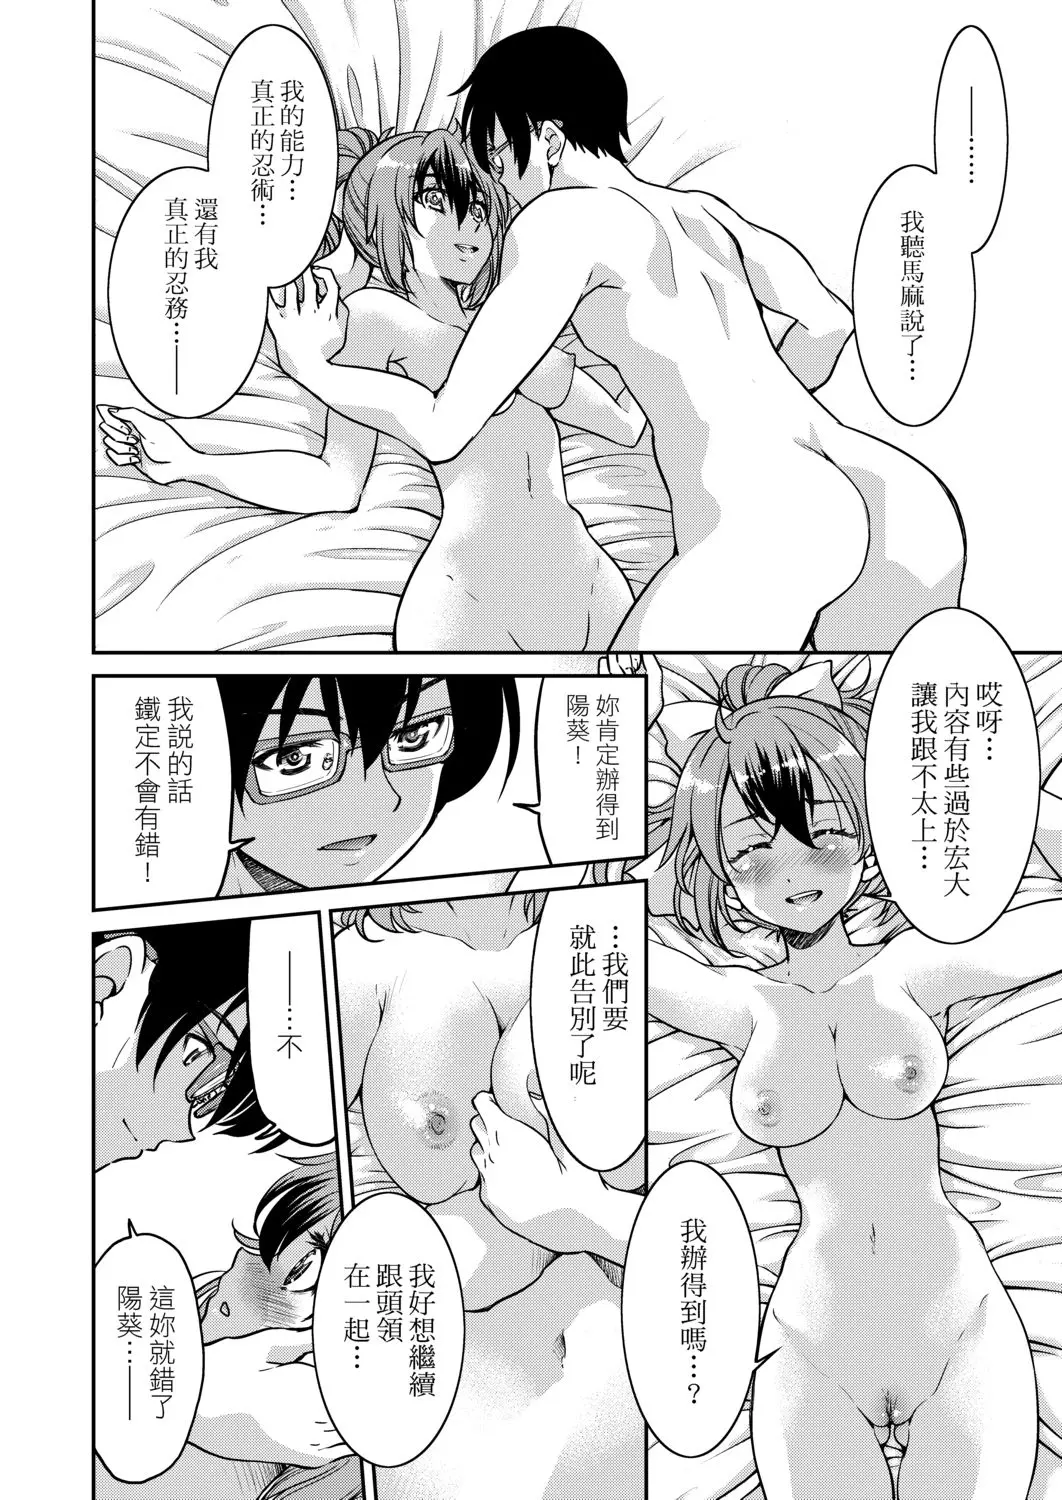 ………
我聽馬麻說了…
我的能力…
真正的忍術…
還有我
真正的忍務…——
哎呀…
內容有些過於宏大
讓我跟不太上…
我辦得到嗎…？
妳肯定辦得到
陽葵！
我説的話
鐵定不會有錯！
…我們要
就此告別了呢
我好想繼續
跟頭領
在一起…
——…不
這妳就錯了
陽葵…——